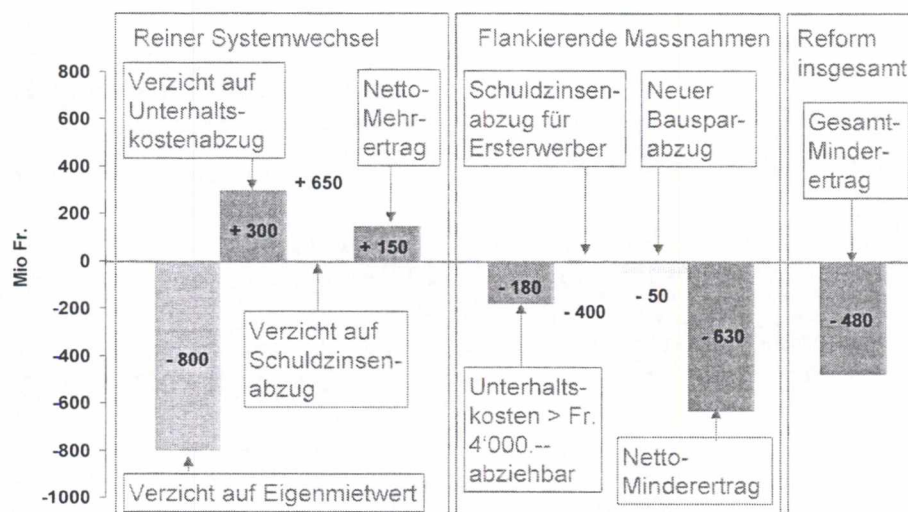 Reiner Systemwechsel
Flankierende Massnahmen
Reform
insgesamt
Mio Fr.
800
600
400
200
0
-200
-400
-600
-800
-1000
Verzicht auf
Unterhalts-
kostenabzug
Netto-
Mehr-
ertrag
Schuldzinsen-
abzug für
Ersterwerber
Neuer
Bauspar-
abzug
Gesamt-
Minder-
ertrag
+ 650
+ 300
+ 150
- 800
- 180
- 400
- 50
- 630
- 480
Verzicht auf
Schuldzinsen-
abzug
Verzicht auf Eigenmietwert
Unterhalts-
kosten > Fr.
4'000.--
abziehbar
Netto-
Minderertrag